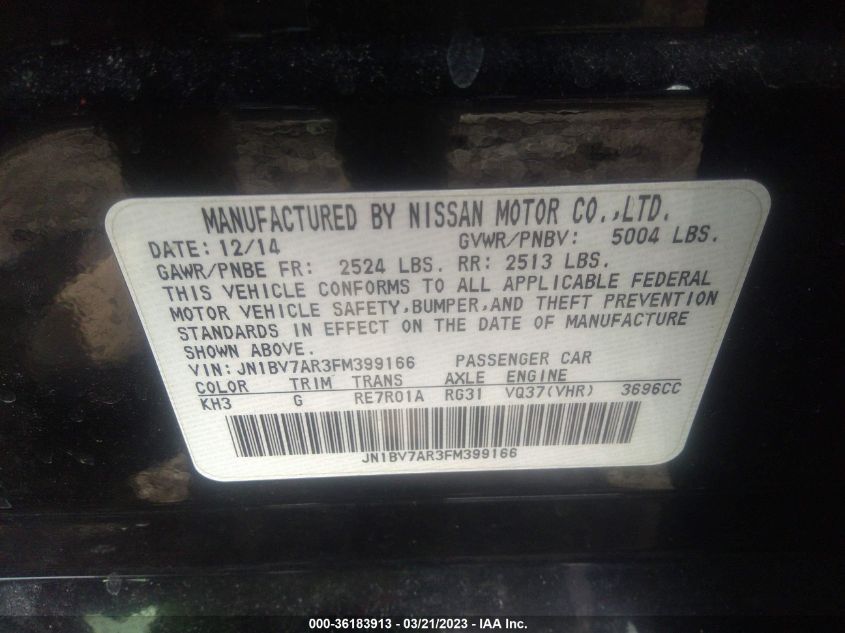 MANUFACTURED BY NISSAN MOTOR CO.,LTD.
DATE: 12/14 GVWR/PNBV: 5004 LBS.
GAWR/PNBE FR: 2524 LBS. RR: 2513 LBS.
THIS VEHICLE CONFORMS TO ALL APPLICABLE FEDERAL
MOTOR VEHICLE SAFETY,BUMPER,AND THEFT PREVENTION
STANDARDS IN EFFECT ON THE DATE OF MANUFACTURE
SHOWN ABOVE.
VIN: JN1BV7AR3FM399166 PASSENGER CAR
COLOR TRIM TRANS AXLE ENGINE
KH3 G RE7R01A RG31 VQ37(VHR) 3696CC
JN1BV7AR3FM399166
000-36183913 - 03/21/2023 - IAA Inc.